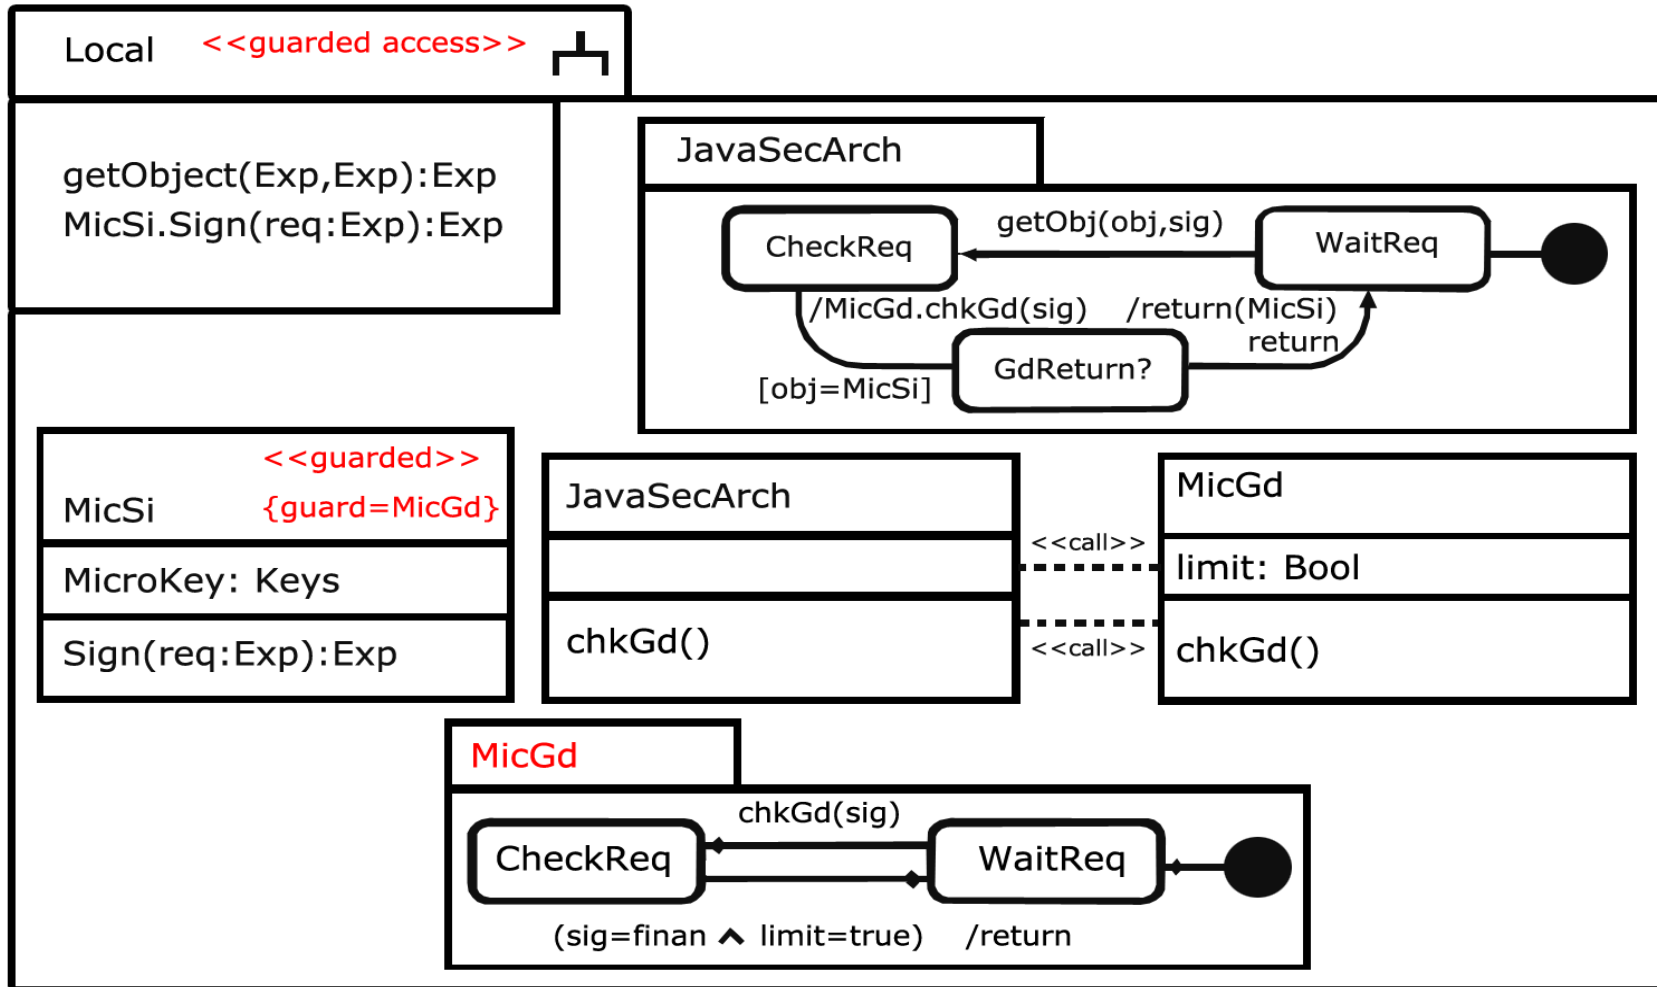 Local <<guarded access>>
getObject(Exp,Exp):Exp
MicSi.Sign(req:Exp):Exp
JavaSecArch
CheckReq
getObj(obj,sig)
WaitReq
/MicGd.chkGd(sig)
/return(MicSi)
return
GdReturn?
[obj=MicSi]
<<guarded>>
MicSi {guard=MicGd}
MicroKey: Keys
Sign(req:Exp):Exp
JavaSecArch
chkGd()
<<call>>
<<call>>
MicGd
limit: Bool
chkGd()
MicGd
chkGd(sig)
CheckReq
WaitReq
(sig=finan ∧ limit=true) /return